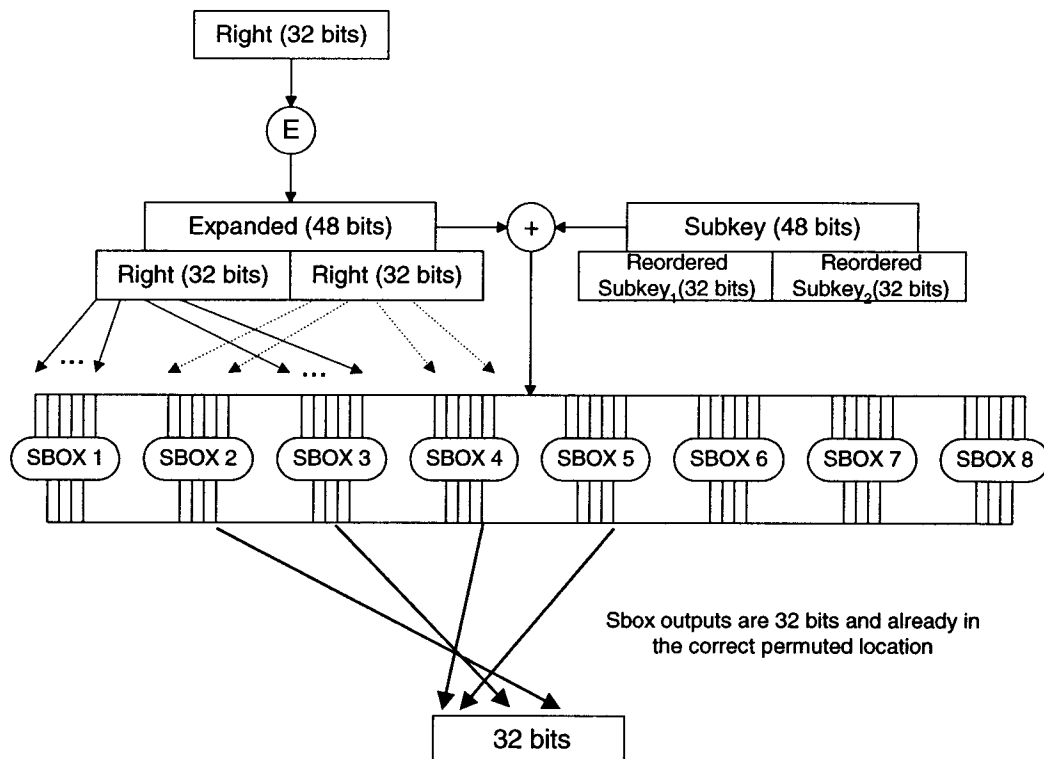 Right (32 bits)
E
Expanded (48 bits)
+
Subkey (48 bits)
Right (32 bits)
Right (32 bits)
Reordered
Subkey₁(32 bits)
Reordered
Subkey₂(32 bits)
...
...
SBOX 1
SBOX 2
SBOX 3
SBOX 4
SBOX 5
SBOX 6
SBOX 7
SBOX 8
Sbox outputs are 32 bits and already in
the correct permuted location
32 bits